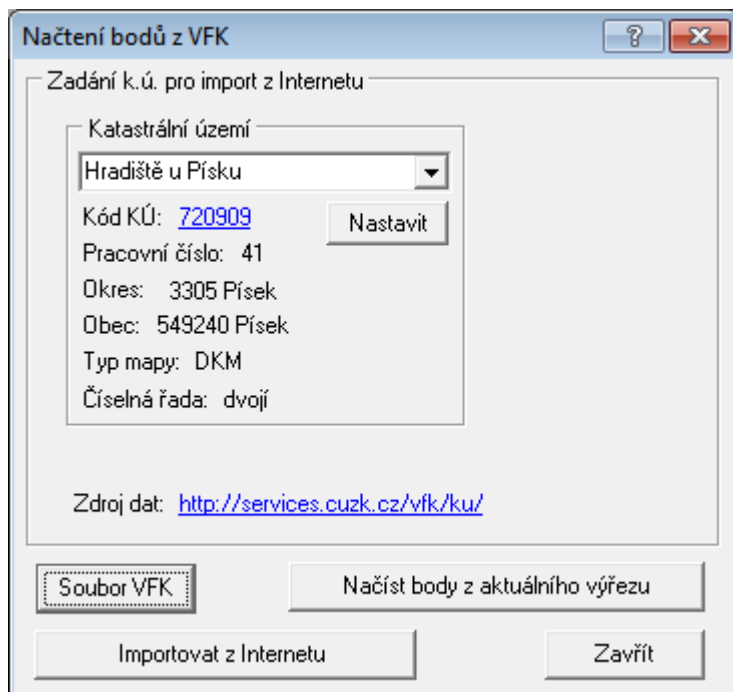 Načtení bodů z VFK
Zadání k.ú. pro import z Internetu
Katastrální území
Hradiště u Písku
Kód KÚ: 720909
Nastavit
Pracovní číslo: 41
Okres: 3305 Písek
Obec: 549240 Písek
Typ mapy: DKM
Číselná řada: dvojí
Zdroj dat: http://services.cuzk.cz/vfk/ku/
Soubor VFK
Načíst body z aktuálního výřezu
Importovat z Internetu
Zavřít